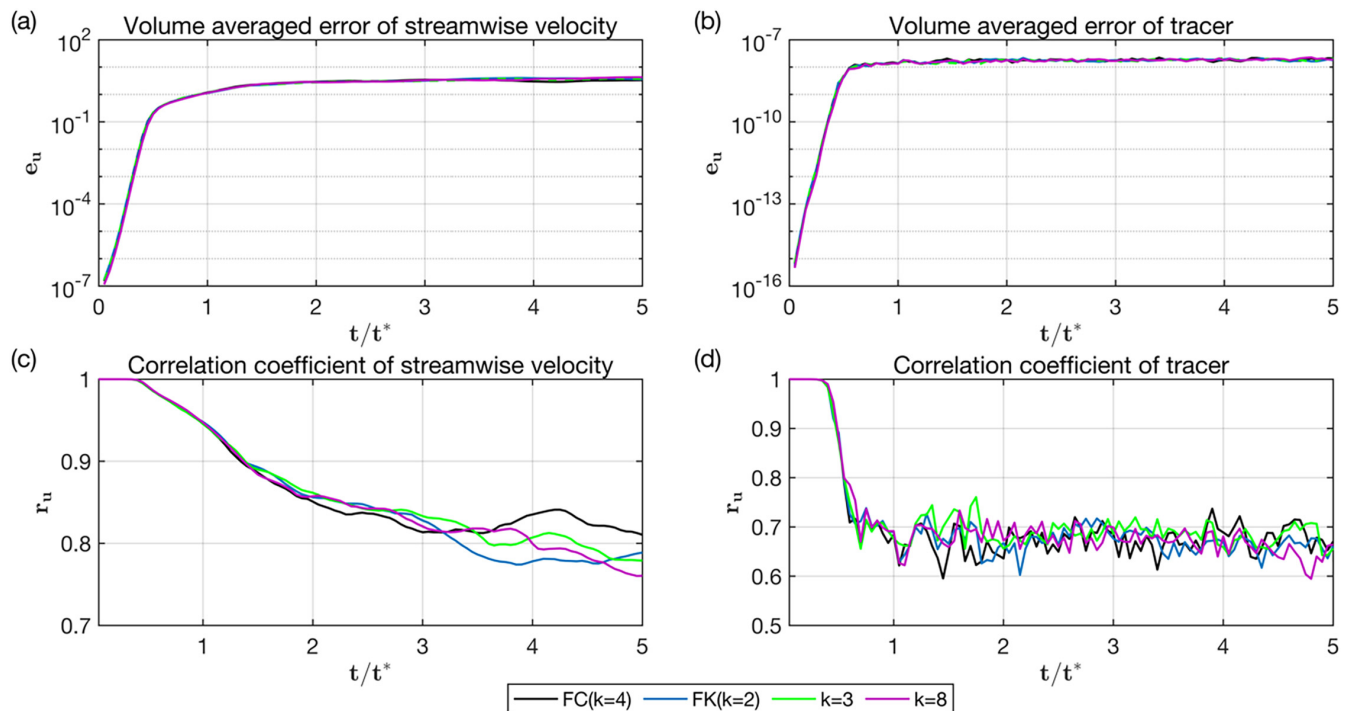 (a) Volume averaged error of streamwise velocity
10^2
10^-1
10^-4
10^-7
e_u
0 1 2 3 4 5
t/t*
(b) Volume averaged error of tracer
10^-7
10^-10
10^-13
10^-16
e_u
0 1 2 3 4 5
t/t*
(c) Correlation coefficient of streamwise velocity
1
0.9
0.8
0.7
r_u
1 2 3 4 5
t/t*
(d) Correlation coefficient of tracer
1
0.9
0.8
0.7
0.6
0.5
r_u
1 2 3 4 5
t/t*
FC(k=4) FK(k=2) k=3 k=8